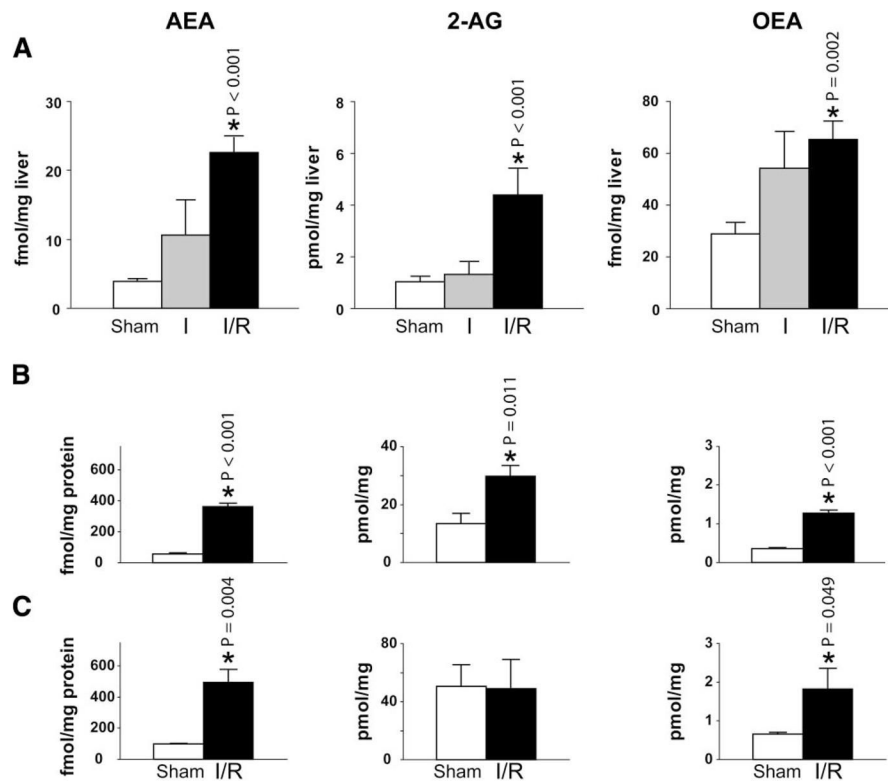 AEA
2-AG
OEA
A
fmol/mg liver
30
20
10
0
* P < 0.001
Sham I I/R
pmol/mg liver
8
6
4
2
0
* P < 0.001
Sham I I/R
fmol/mg liver
80
60
40
20
0
* P = 0.002
Sham I I/R
B
fmol/mg protein
600
400
200
0
* P < 0.001
pmol/mg
40
20
0
* P = 0.011
pmol/mg
3
2
1
0
* P < 0.001
C
fmol/mg protein
600
400
200
0
* P = 0.004
Sham I/R
pmol/mg
80
40
0
Sham I/R
pmol/mg
3
2
1
0
* P = 0.049
Sham I/R